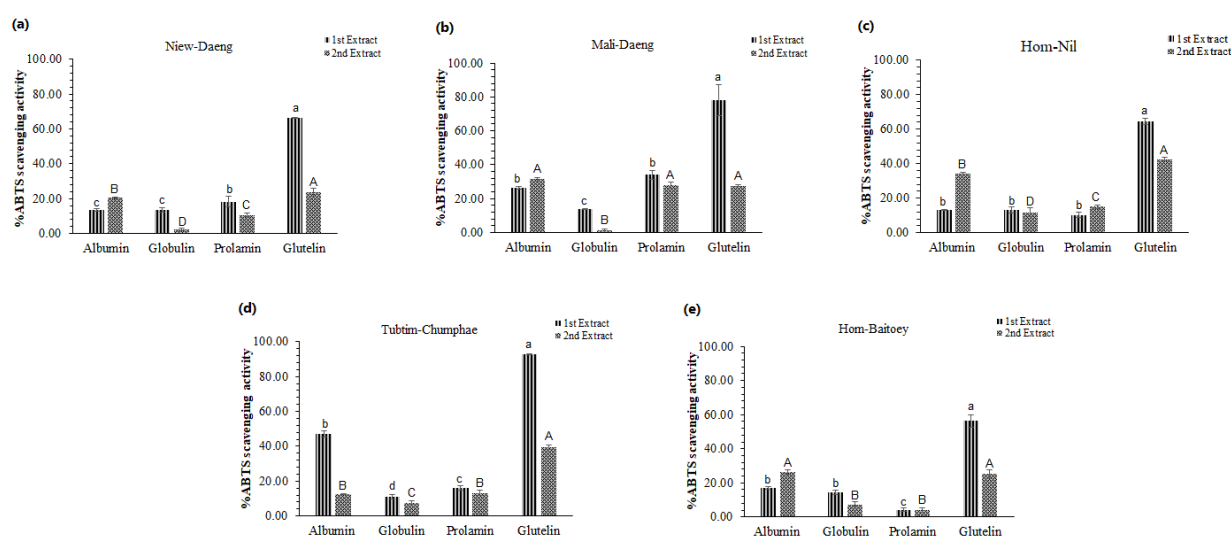 (a)
Niew-Daeng
1st Extract
2nd Extract
%ABTS scavenging activity
100.00
80.00
60.00
40.00
20.00
0.00
c B
c D
b C
a A
Albumin Globulin Prolamin Glutelin
(b)
Mali-Daeng
1st Extract
2nd Extract
%ABTS scavenging activity
100.00
80.00
60.00
40.00
20.00
0.00
b A
c B
b A
a A
Albumin Globulin Prolamin Glutelin
(c)
Hom-Nil
1st Extract
2nd Extract
%ABTS scavenging activity
100.00
80.00
60.00
40.00
20.00
0.00
b B
b D
b C
a A
Albumin Globulin Prolamin Glutelin
(d)
Tubtim-Chumphae
1st Extract
2nd Extract
%ABTS scavenging activity
100.00
80.00
60.00
40.00
20.00
0.00
b B
d C
c B
a A
Albumin Globulin Prolamin Glutelin
(e)
Hom-Baitoey
1st Extract
2nd Extract
%ABTS scavenging activity
100.00
80.00
60.00
40.00
20.00
0.00
b A
b B
c B
a A
Albumin Globulin Prolamin Glutelin